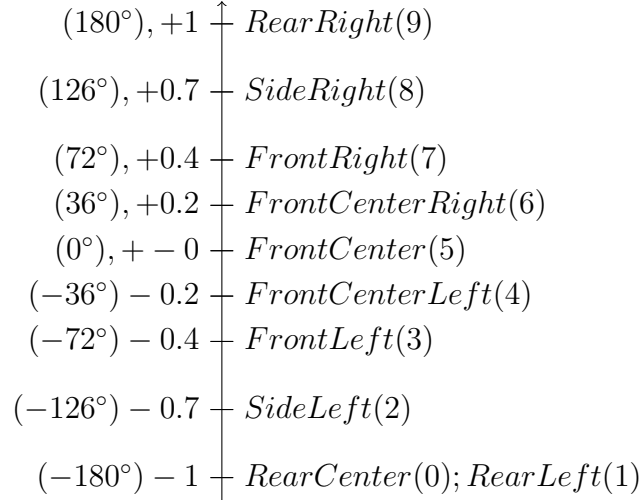 (180°), +1 RearRight(9)
(126°), +0.7 SideRight(8)
(72°), +0.4 FrontRight(7)
(36°), +0.2 FrontCenterRight(6)
(0°), + − 0 FrontCenter(5)
(−36°) − 0.2 FrontCenterLeft(4)
(−72°) − 0.4 FrontLeft(3)
(−126°) − 0.7 SideLeft(2)
(−180°) − 1 RearCenter(0); RearLeft(1)